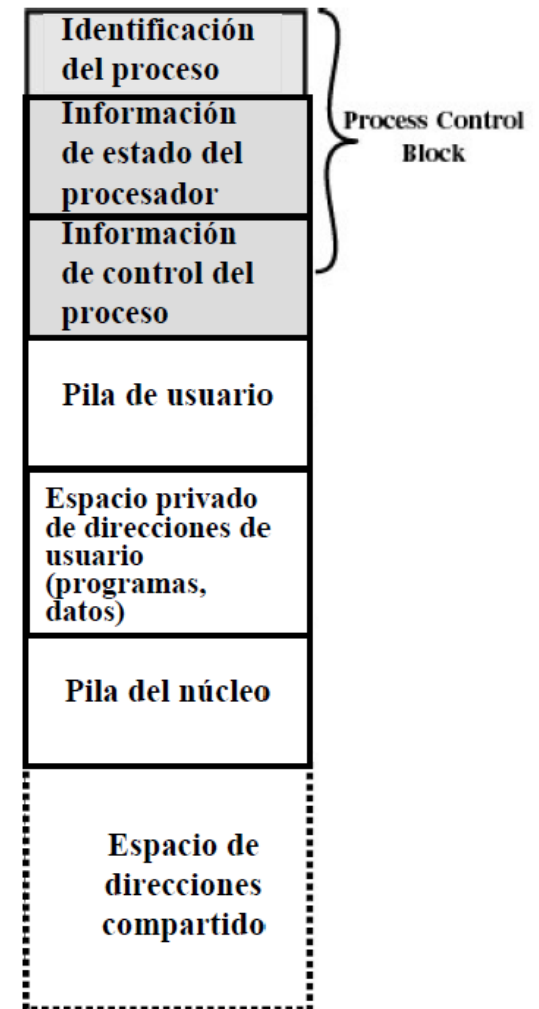 Identificación
del proceso
Información
de estado del
procesador
Información
de control del
proceso
Process Control
Block
Pila de usuario
Espacio privado
de direcciones de
usuario
(programas,
datos)
Pila del núcleo
Espacio de
direcciones
compartido